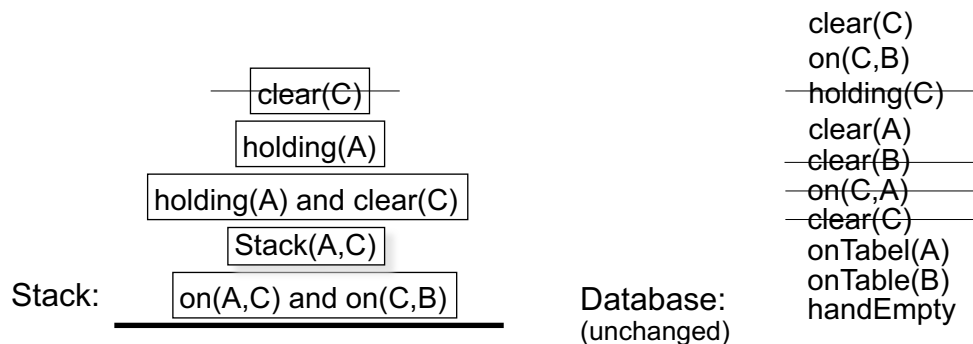 clear(C)
holding(A)
holding(A) and clear(C)
Stack(A,C)
Stack:
on(A,C) and on(C,B)
Database:
(unchanged)
clear(C)
on(C,B)
holding(C)
clear(A)
clear(B)
on(C,A)
clear(C)
onTabel(A)
onTable(B)
handEmpty